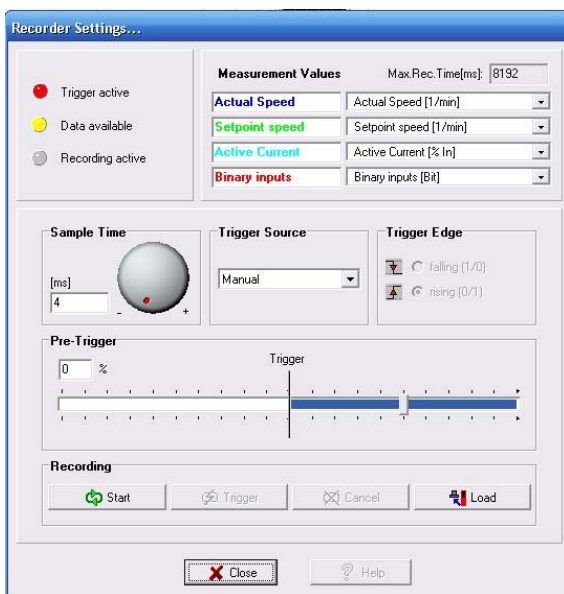 Recorder Settings...
Trigger active
Data available
Recording active
Measurement Values Max.Rec.Time[ms]: 8192
Actual Speed Actual Speed [1/min]
Setpoint speed Setpoint speed [1/min]
Active Current Active Current [% In]
Binary inputs Binary inputs [Bit]
Sample Time
[ms]
4
- +
Trigger Source
Manual
Trigger Edge
falling (1/0)
rising (0/1)
Pre-Trigger
0 %
Trigger
Recording
Start Trigger Cancel Load
Close ? Help